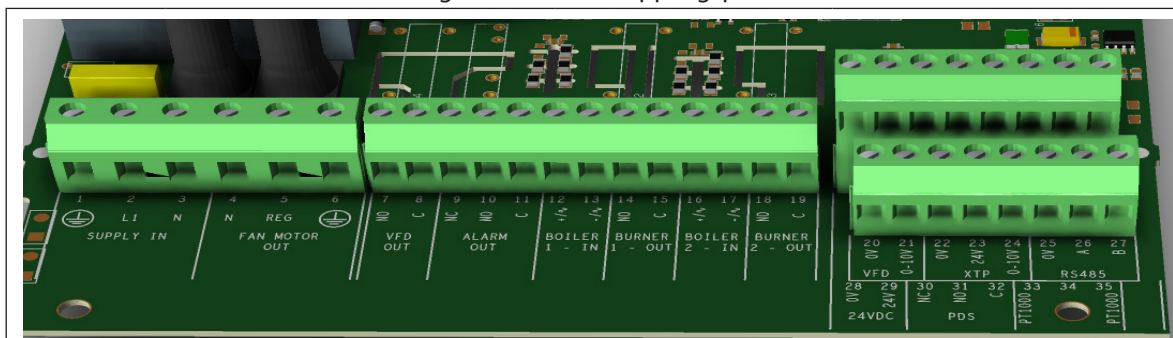 1 2 3 4 5 6 7 8 9 10 11 12 13 14 15 16 17 18 19
L1 N N REG NO C NC NO C +/∿ -/∿ NO C +/∿ -/∿ NO C
SUPPLY IN FAN MOTOR VFD ALARM BOILER BURNER BOILER BURNER
OUT OUT OUT 1 - IN 1 - OUT 2 - IN 2 - OUT
20 21 22 23 24 25 26 27
0V 0-10V 0V 24V 0-10V 0V A B
VFD XTP RS485
28 29 30 31 32 33 34 35
0V 24V NC NO C PT1000 PT1000
24VDC PDS